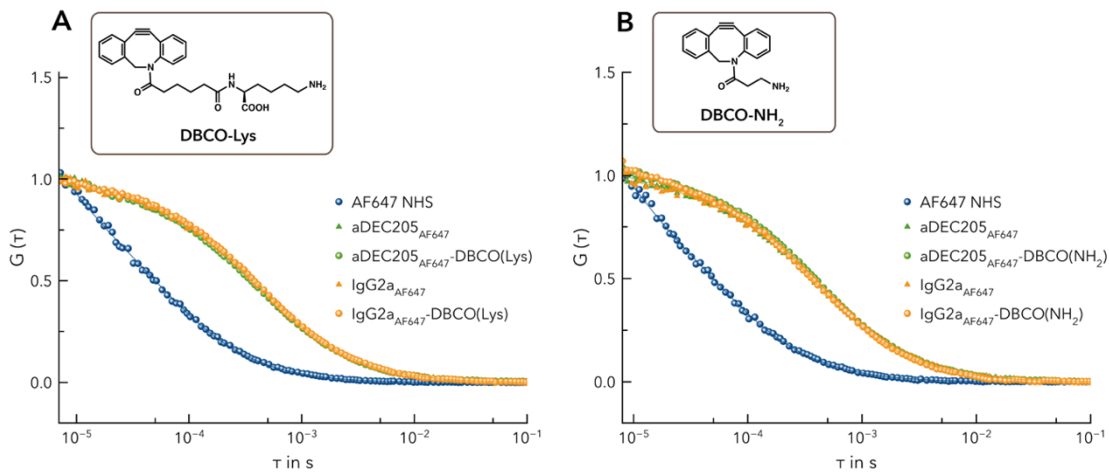 A
N
O
O
H
N
COOH
NH₂
DBCO-Lys
1.5
1.0
0.5
0.0
G (τ)
AF647 NHS
aDEC205AF647
aDEC205AF647-DBCO(Lys)
IgG2aAF647
IgG2aAF647-DBCO(Lys)
10⁻⁵ 10⁻⁴ 10⁻³ 10⁻² 10⁻¹
τ in s
B
N
O
NH₂
DBCO-NH₂
1.5
1.0
0.5
0.0
G (τ)
AF647 NHS
aDEC205AF647
aDEC205AF647-DBCO(NH₂)
IgG2aAF647
IgG2aAF647-DBCO(NH₂)
10⁻⁵ 10⁻⁴ 10⁻³ 10⁻² 10⁻¹
τ in s